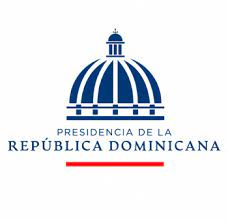 PRESIDENCIA DE LA
REPÚBLICA DOMINICANA